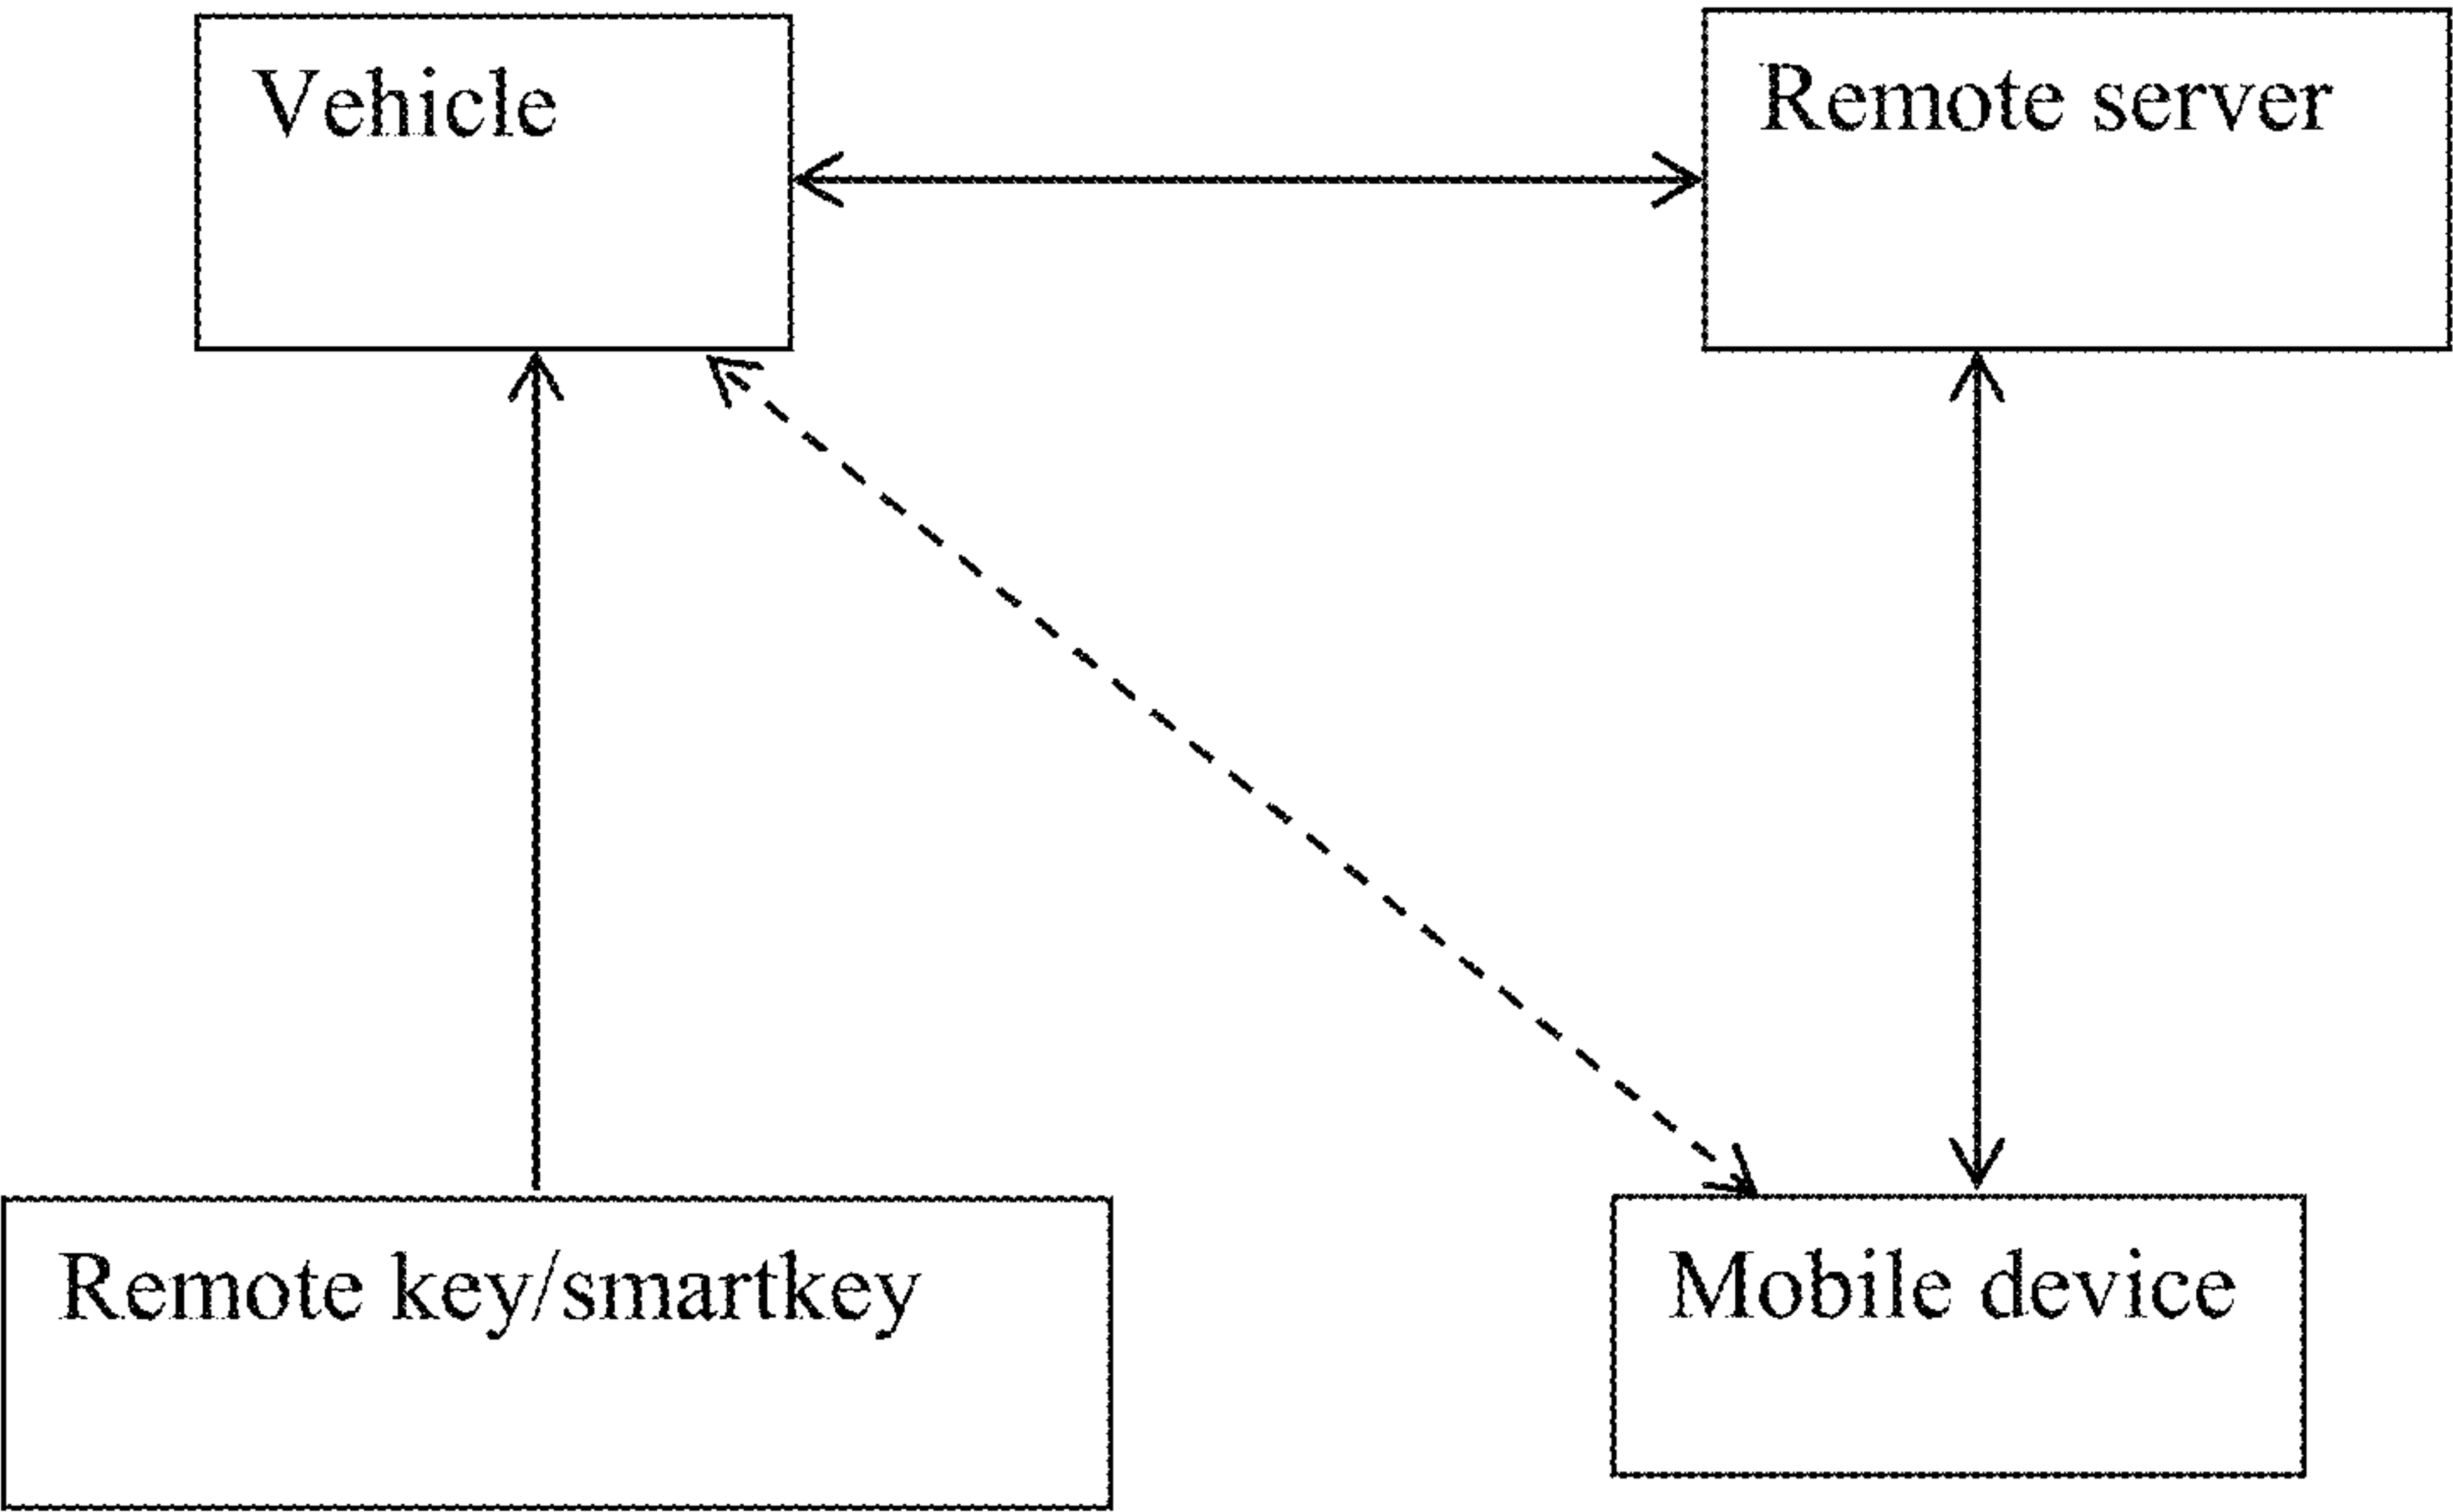 Vehicle
Remote server
Remote key/smartkey
Mobile device